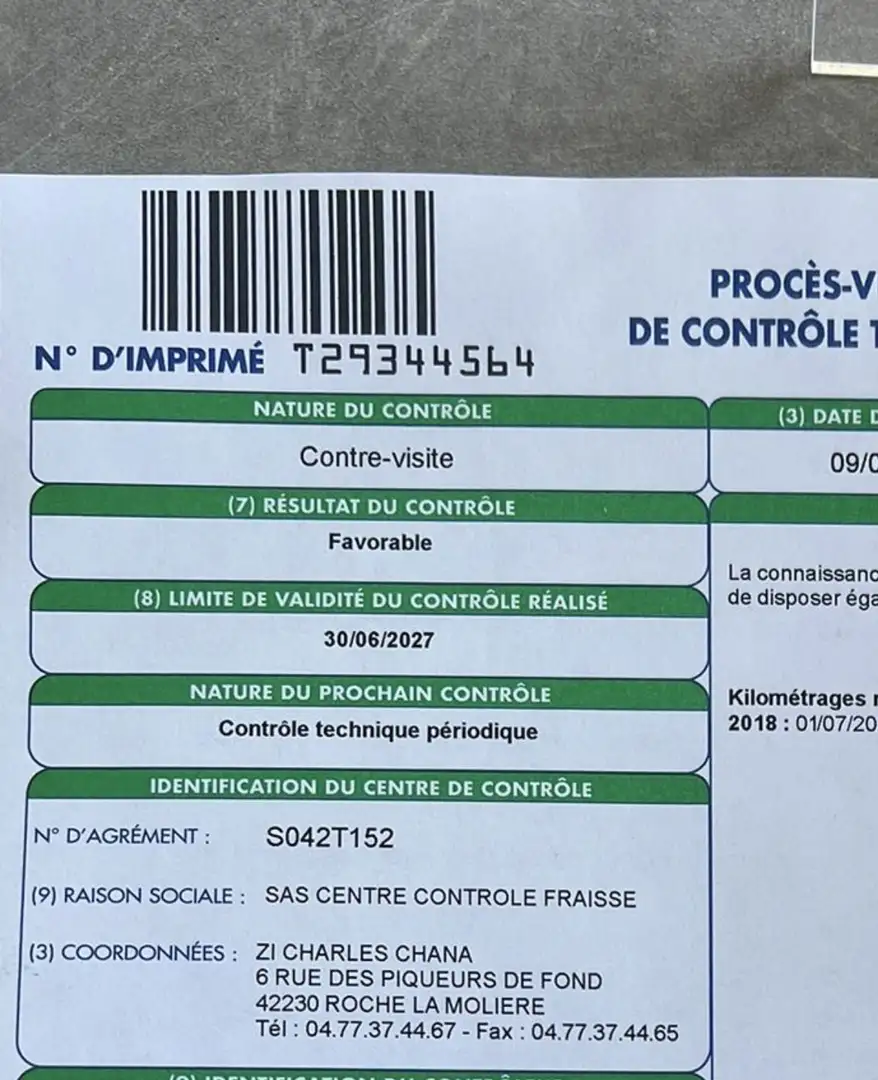 PROCÈS-V
DE CONTRÔLE T
N° D'IMPRIMÉ T29344564
NATURE DU CONTRÔLE
Contre-visite
(3) DATE D
09/0
(7) RÉSULTAT DU CONTRÔLE
Favorable
(8) LIMITE DE VALIDITÉ DU CONTRÔLE RÉALISÉ
30/06/2027
NATURE DU PROCHAIN CONTRÔLE
Contrôle technique périodique
La connaissanc
de disposer éga
Kilométrages
2018 : 01/07/20
IDENTIFICATION DU CENTRE DE CONTRÔLE
N° D'AGRÉMENT : S042T152
(9) RAISON SOCIALE : SAS CENTRE CONTROLE FRAISSE
(3) COORDONNÉES : ZI CHARLES CHANA
6 RUE DES PIQUEURS DE FOND
42230 ROCHE LA MOLIERE
Tél : 04.77.37.44.67 - Fax : 04.77.37.44.65